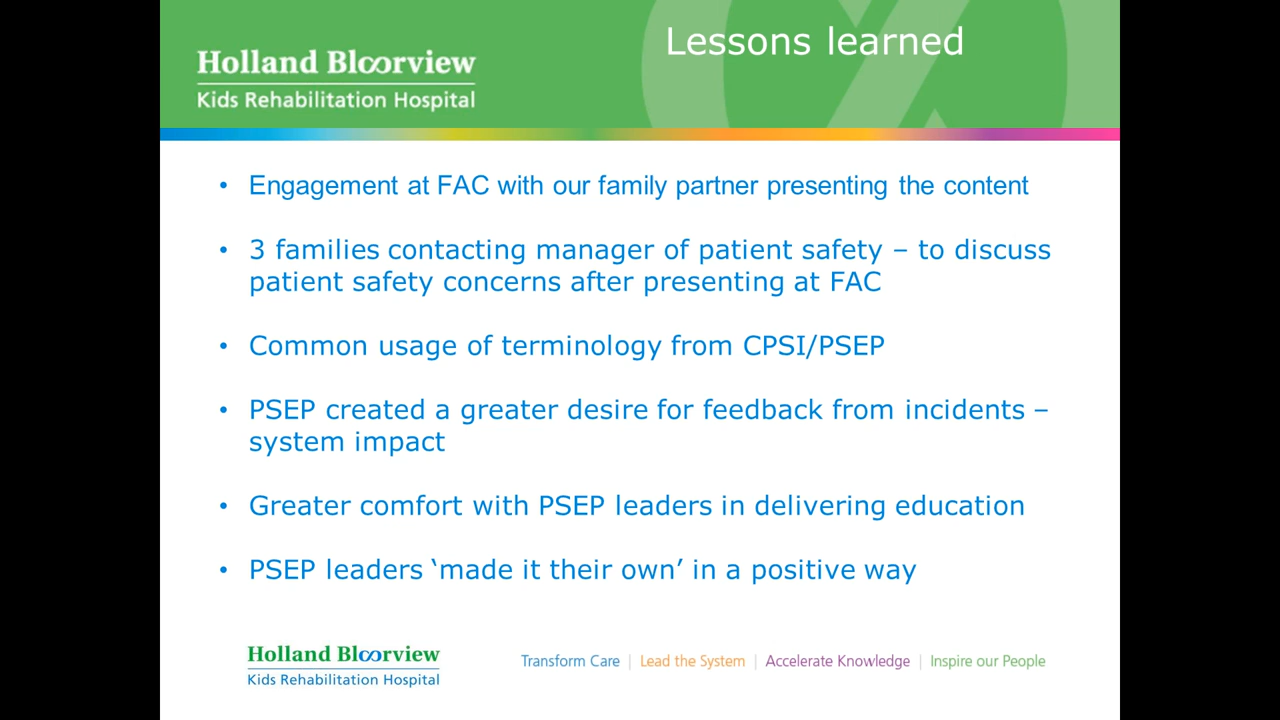 Lessons learned
Holland Bloorview
Kids Rehabilitation Hospital
• Engagement at FAC with our family partner presenting the content
• 3 families contacting manager of patient safety – to discuss
patient safety concerns after presenting at FAC
• Common usage of terminology from CPSI/PSEP
• PSEP created a greater desire for feedback from incidents –
system impact
• Greater comfort with PSEP leaders in delivering education
• PSEP leaders ‘made it their own’ in a positive way
Holland Bloorview
Kids Rehabilitation Hospital
Transform Care | Lead the System | Accelerate Knowledge | Inspire our People